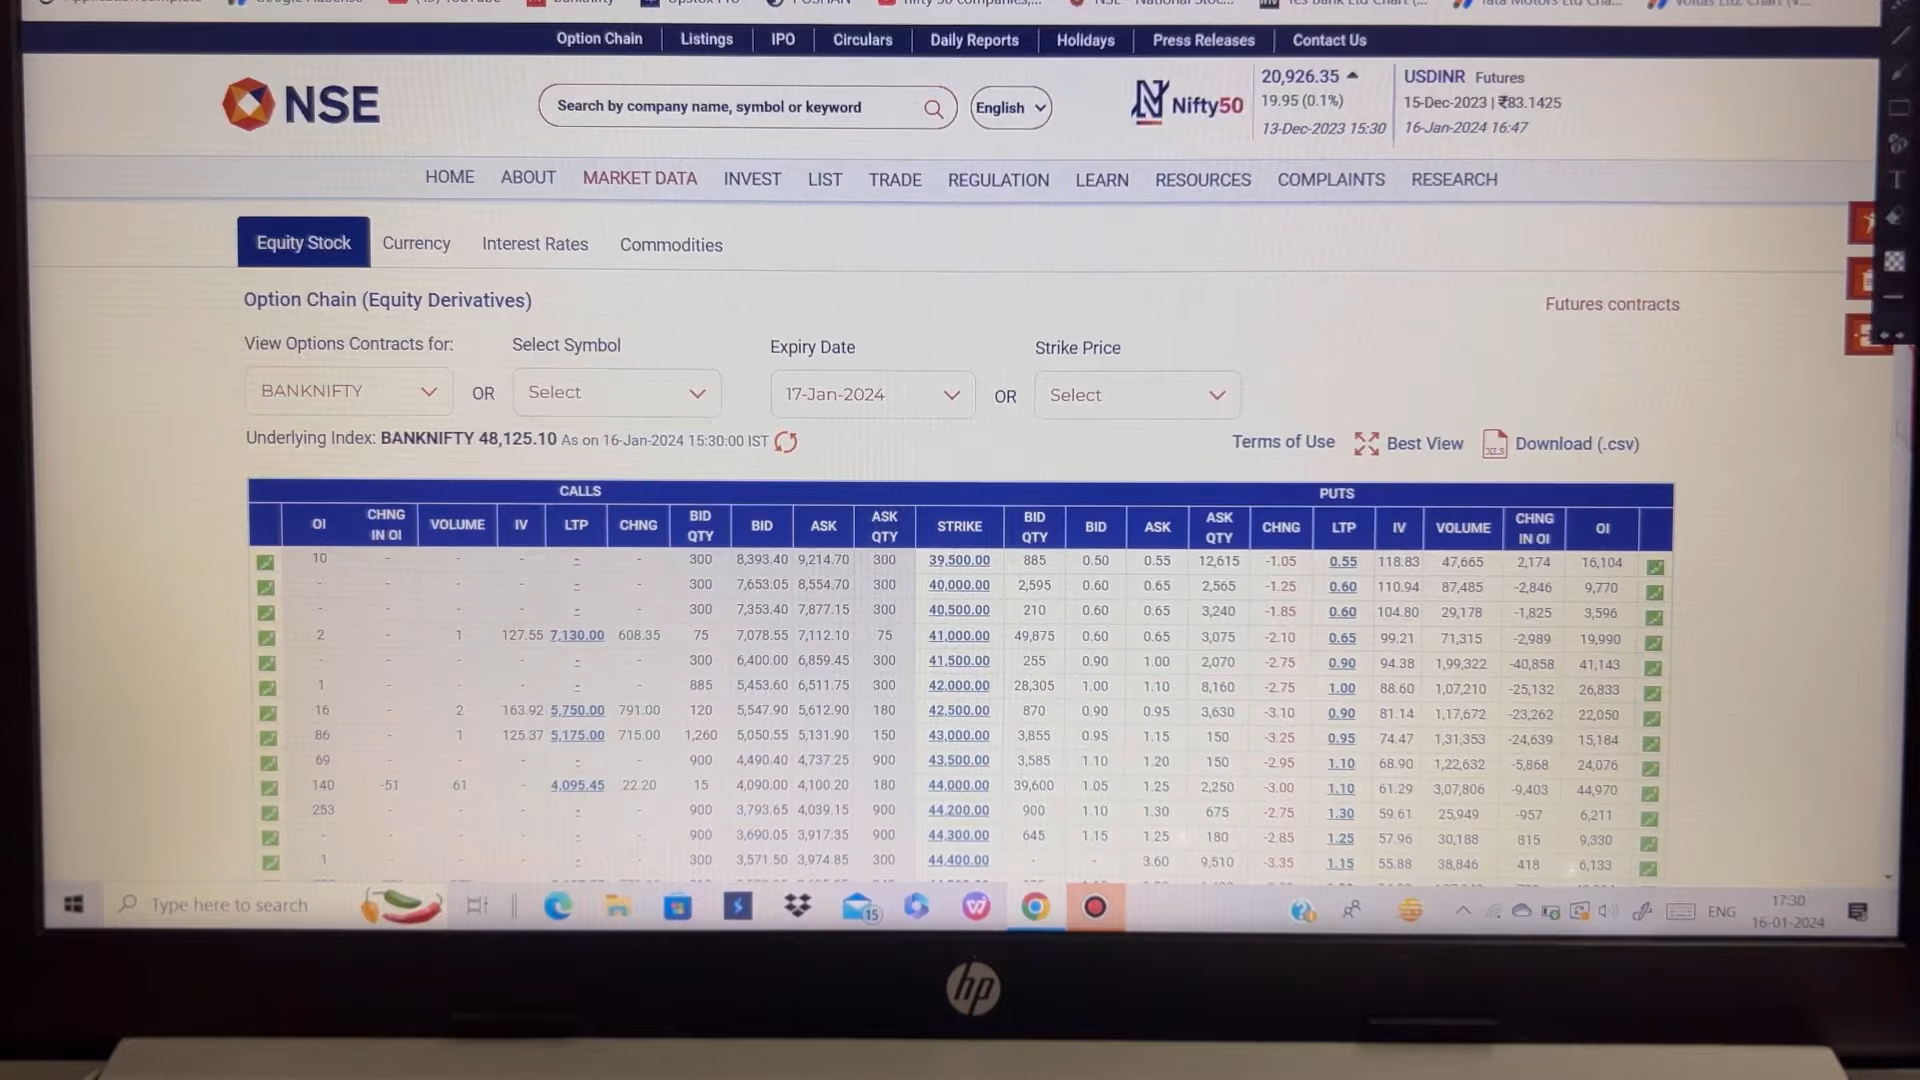 Option Chain Listings IPO Circulars Daily Reports Holidays Press Releases Contact Us
NSE
Search by company name, symbol or keyword
English
Nifty50
20,926.35
19.95 (0.1%)
13-Dec-2023 15:30
USDINR Futures
15-Dec-2023 | ₹83.1425
16-Jan-2024 16:47
HOME ABOUT MARKET DATA INVEST LIST TRADE REGULATION LEARN RESOURCES COMPLAINTS RESEARCH
Equity Stock Currency Interest Rates Commodities
Option Chain (Equity Derivatives) Futures contracts
View Options Contracts for: Select Symbol Expiry Date Strike Price
BANKNIFTY OR Select 17-Jan-2024 OR Select
Underlying Index: BANKNIFTY 48,125.10 As on 16-Jan-2024 15:30:00 IST Terms of Use Best View XLS Download (.csv)
CALLS PUTS
OI CHNG IN OI VOLUME IV LTP CHNG BID QTY BID ASK ASK QTY STRIKE BID QTY BID ASK ASK QTY CHNG LTP IV VOLUME CHNG IN OI OI
10 - - - - - 300 8,393.40 9,214.70 300 39,500.00 885 0.50 0.55 12,615 -1.05 0.55 118.83 47,665 2,174 16,104
- - - - - - 300 7,653.05 8,554.70 300 40,000.00 2,595 0.60 0.65 2,565 -1.25 0.60 110.94 87,485 -2,846 9,770
- - - - - - 300 7,353.40 7,877.15 300 40,500.00 210 0.60 0.65 3,240 -1.85 0.60 104.80 29,178 -1,825 3,596
2 - 1 127.55 7,130.00 608.35 75 7,078.55 7,112.10 75 41,000.00 49,875 0.60 0.65 3,075 -2.10 0.65 99.21 71,315 -2,989 19,990
- - - - - - 300 6,400.00 6,859.45 300 41,500.00 255 0.90 1.00 2,070 -2.75 0.90 94.38 1,99,322 -40,858 41,143
1 - - - - - 885 5,453.60 6,511.75 300 42,000.00 28,305 1.00 1.10 8,160 -2.75 1.00 88.60 1,07,210 -25,132 26,833
16 - 2 163.92 5,750.00 791.00 120 5,547.90 5,612.90 180 42,500.00 870 0.90 0.95 3,630 -3.10 0.90 81.14 1,17,672 -23,262 22,050
86 - 1 125.37 5,175.00 715.00 1,260 5,050.55 5,131.90 150 43,000.00 3,855 0.95 1.15 150 -3.25 0.95 74.47 1,31,353 -24,639 15,184
69 - - - - - 900 4,490.40 4,737.25 900 43,500.00 3,585 1.10 1.20 150 -2.95 1.10 68.90 1,22,632 -5,868 24,076
140 -51 61 - 4,095.45 22.20 15 4,090.00 4,100.20 180 44,000.00 39,600 1.05 1.25 2,250 -3.00 1.10 61.29 3,07,806 -9,403 44,970
253 - - - - - 900 3,793.65 4,039.15 900 44,200.00 900 1.10 1.30 675 -2.75 1.30 59.61 25,949 -957 6,211
- - - - - - 900 3,690.05 3,917.35 900 44,300.00 645 1.15 1.25 180 -2.85 1.25 57.96 30,188 815 9,330
1 - - - - - 300 3,571.50 3,974.85 300 44,400.00 - - 3.60 9,510 -3.35 1.15 55.88 38,846 418 6,133
Type here to search 15 ENG 17:30
16-01-2024
hp